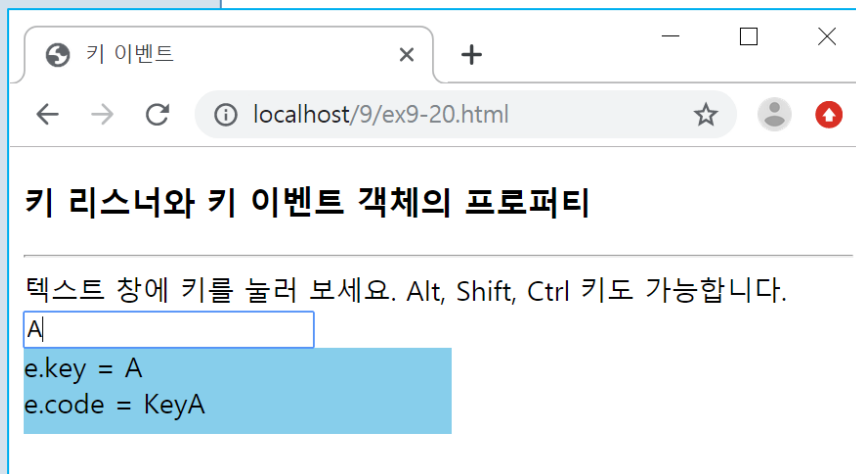 키 이벤트
localhost/9/ex9-20.html
키 리스너와 키 이벤트 객체의 프로퍼티
텍스트 창에 키를 눌러 보세요. Alt, Shift, Ctrl 키도 가능합니다.
A
e.key = A
e.code = KeyA